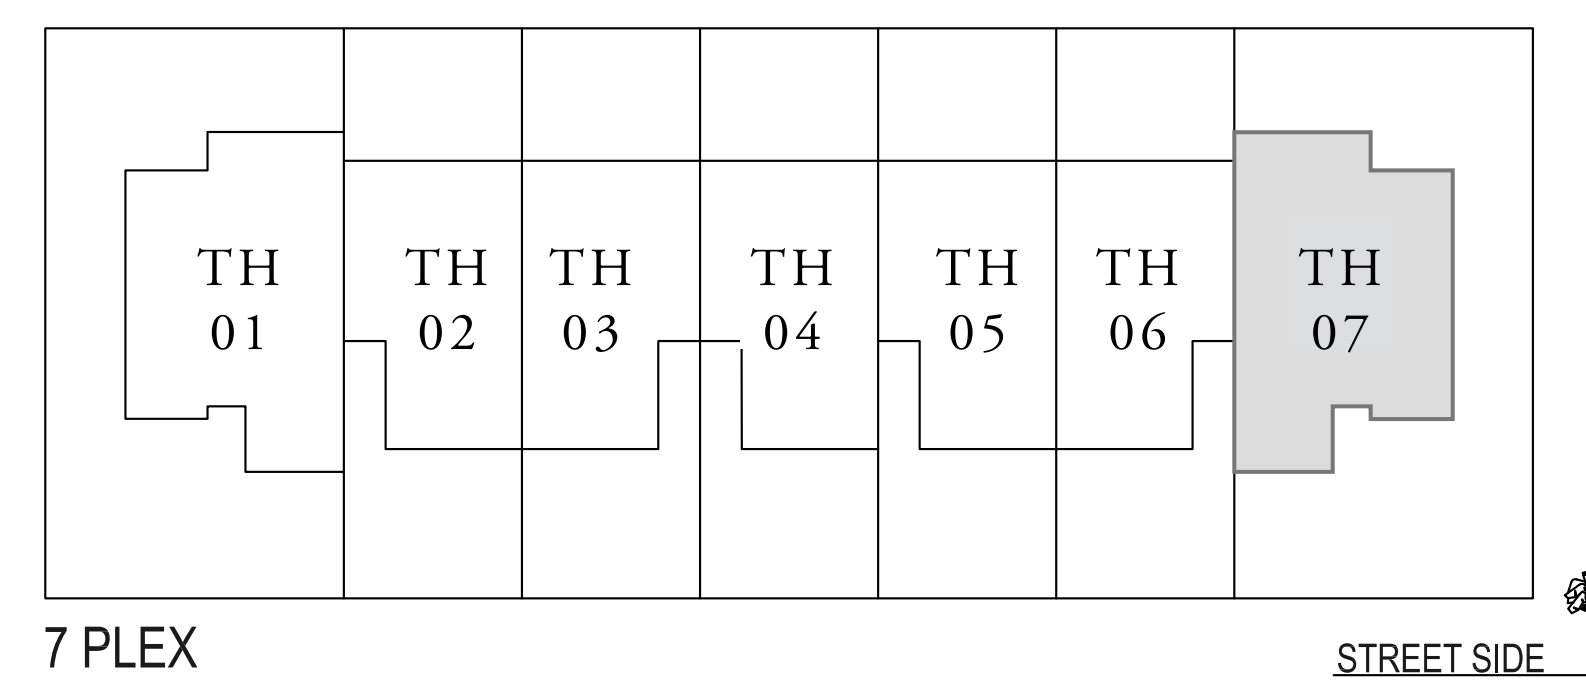 TH TH TH TH TH TH TH
01 02 03 04 05 06 07
7 PLEX
STREET SIDE